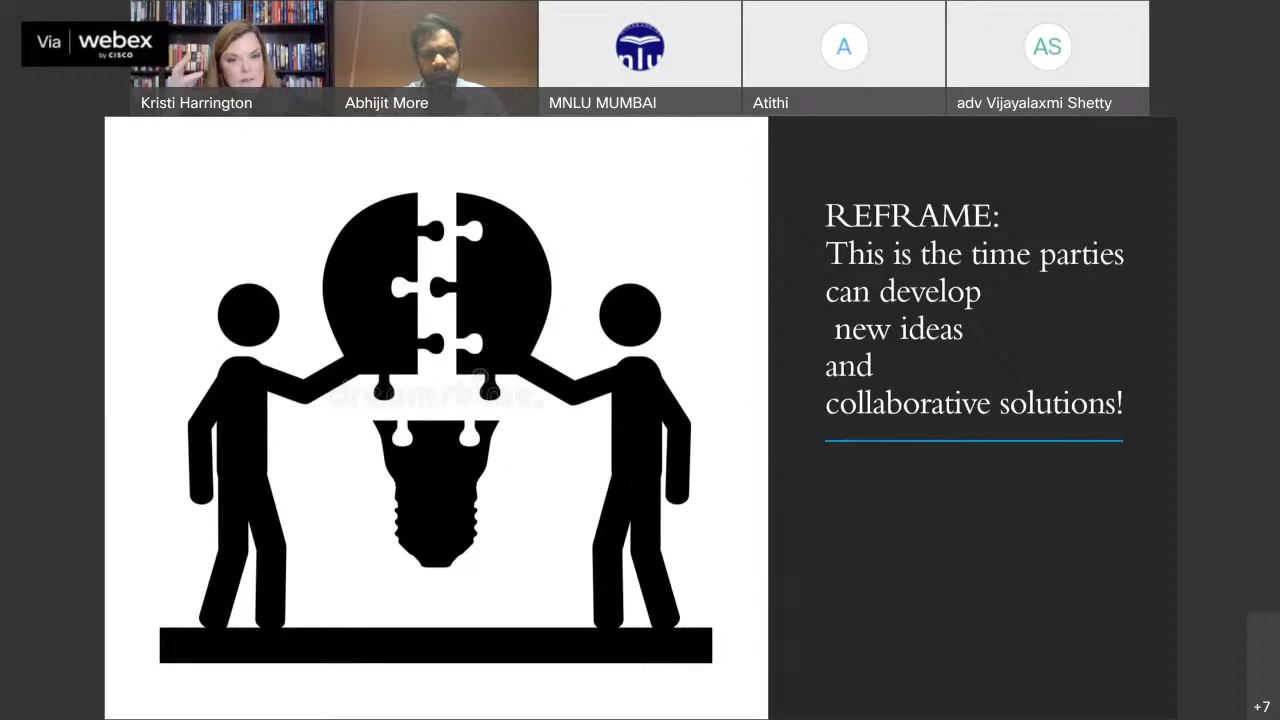 Via webex
by CISCO
Kristi Harrington
Abhijit More
MNLU MUMBAI
A
Atithi
AS
adv Vijayalaxmi Shetty
REFRAME:
This is the time parties
can develop
new ideas
and
collaborative solutions!
dreamstime.
+7